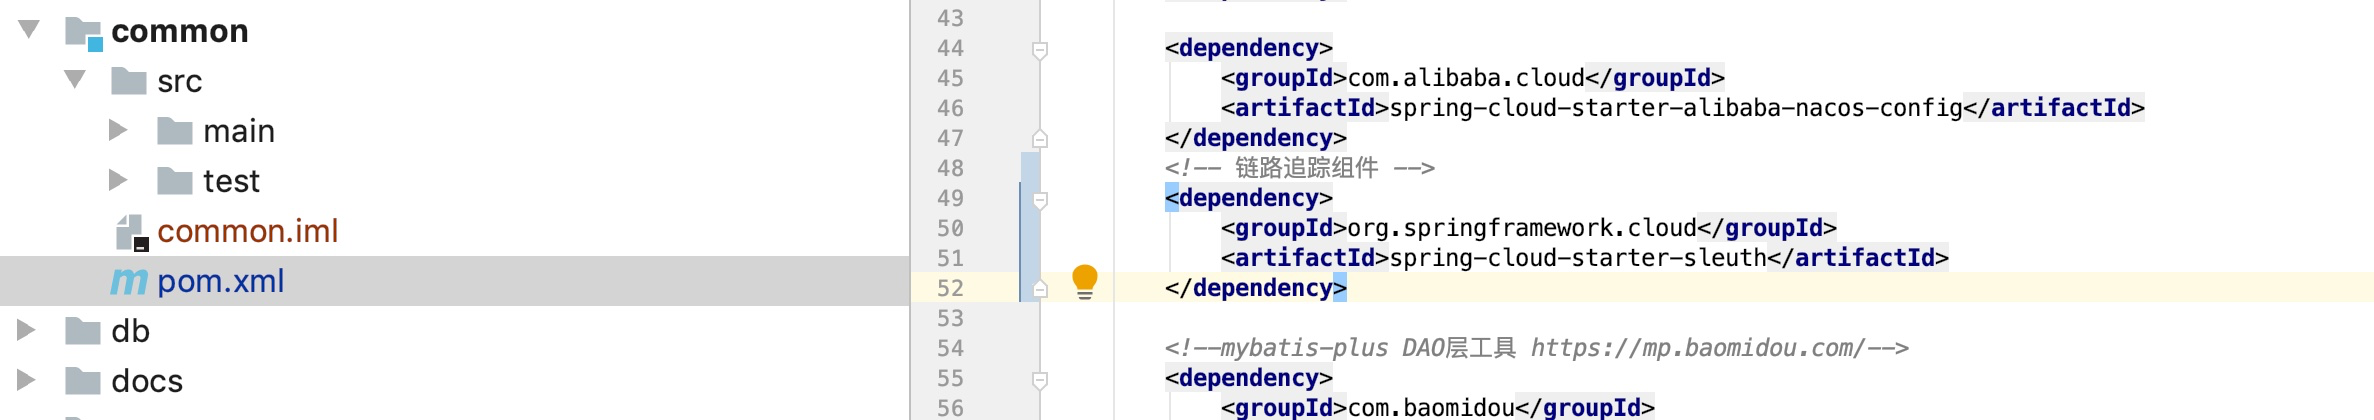 common
src
main
test
common.iml
pom.xml
db
docs
43
44 <dependency>
45 <groupId>com.alibaba.cloud</groupId>
46 <artifactId>spring-cloud-starter-alibaba-nacos-config</artifactId>
47 </dependency>
48 <!-- 链路追踪组件 -->
49 <dependency>
50 <groupId>org.springframework.cloud</groupId>
51 <artifactId>spring-cloud-starter-sleuth</artifactId>
52 </dependency>
53
54 <!--mybatis-plus DAO层工具 https://mp.baomidou.com/-->
55 <dependency>
56 <groupId>com.baomidou</groupId>